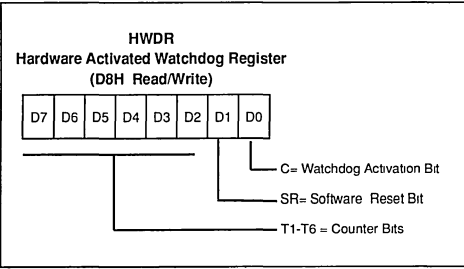 HWDR
Hardware Activated Watchdog Register
(D8H Read/Write)
D7 D6 D5 D4 D3 D2 D1 D0
C= Watchdog Activation Bit
SR= Software Reset Bit
T1-T6 = Counter Bits